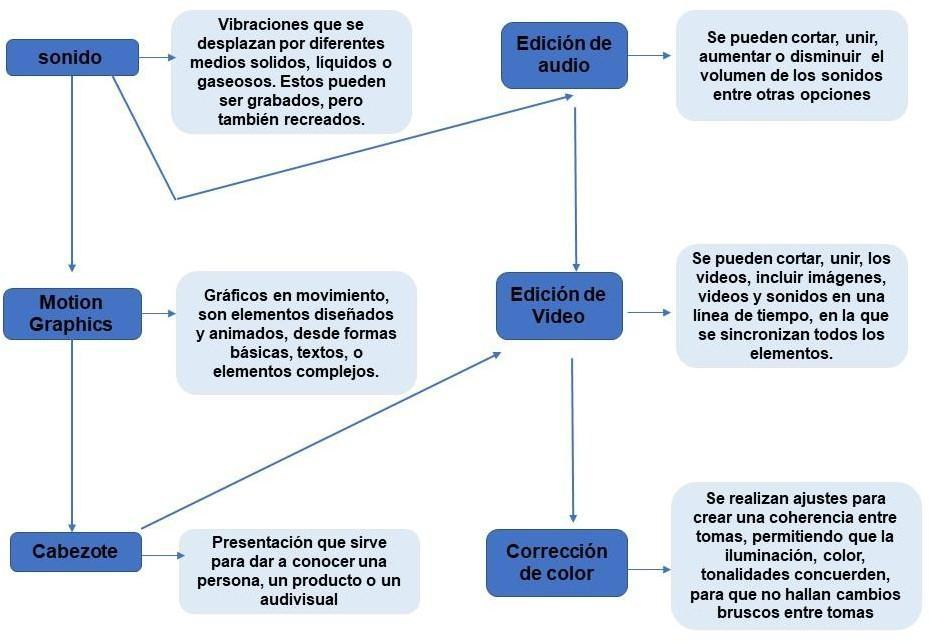 sonido
Vibraciones que se
desplazan por diferentes
medios solidos, líquidos o
gaseosos. Estos pueden
ser grabados, pero
también recreados.
Edición de
audio
Se pueden cortar, unir,
aumentar o disminuir el
volumen de los sonidos
entre otras opciones
Motion
Graphics
Gráficos en movimiento,
son elementos diseñados
y animados, desde formas
básicas, textos, o
elementos complejos.
Edición de
Video
Se pueden cortar, unir, los
videos, incluir imágenes,
videos y sonidos en una
línea de tiempo, en la que
se sincronizan todos los
elementos.
Cabezote
Presentación que sirve
para dar a conocer una
persona, un producto o un
audivisual
Corrección
de color
Se realizan ajustes para
crear una coherencia entre
tomas, permitiendo que la
iluminación, color,
tonalidades concuerden,
para que no hallan cambios
bruscos entre tomas